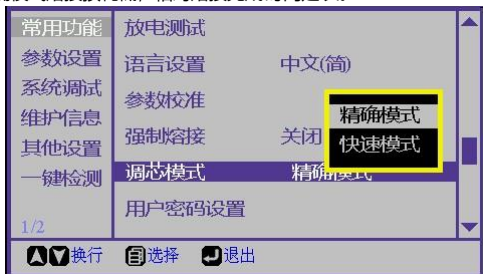 常用功能
参数设置
系统调试
维护信息
其他设置
一键检测
1/2
放电测试
语言设置 中文(简)
参数校准
强制熔接 关闭
调芯模式 精确模式
用户密码设置
精确模式
快速模式
换行 选择 退出